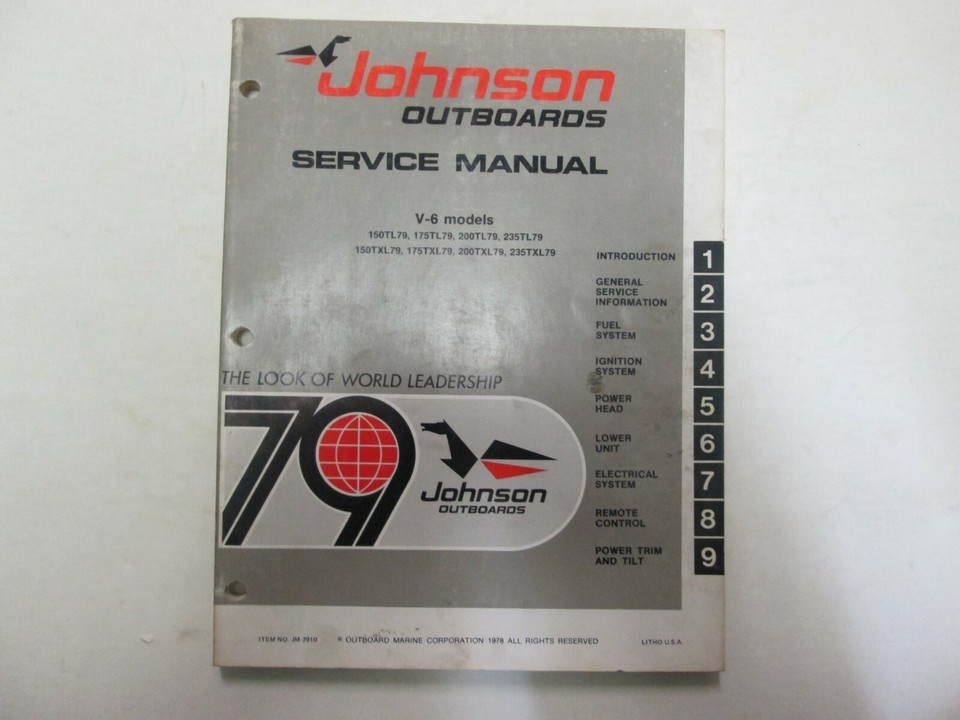 Johnson
OUTBOARDS
SERVICE MANUAL
V-6 models
150TL79, 175TL79, 200TL79, 235TL79
150TXL79, 175TXL79, 200TXL79, 235TXL79
INTRODUCTION 1
GENERAL
SERVICE
INFORMATION 2
FUEL
SYSTEM 3
IGNITION
SYSTEM 4
POWER
HEAD 5
LOWER
UNIT 6
ELECTRICAL
SYSTEM 7
REMOTE
CONTROL 8
POWER TRIM
AND TILT 9
THE LOOK OF WORLD LEADERSHIP
79
Johnson
OUTBOARDS
ITEM NO. JM-7910 © OUTBOARD MARINE CORPORATION 1978 ALL RIGHTS RESERVED LITHO U.S.A.